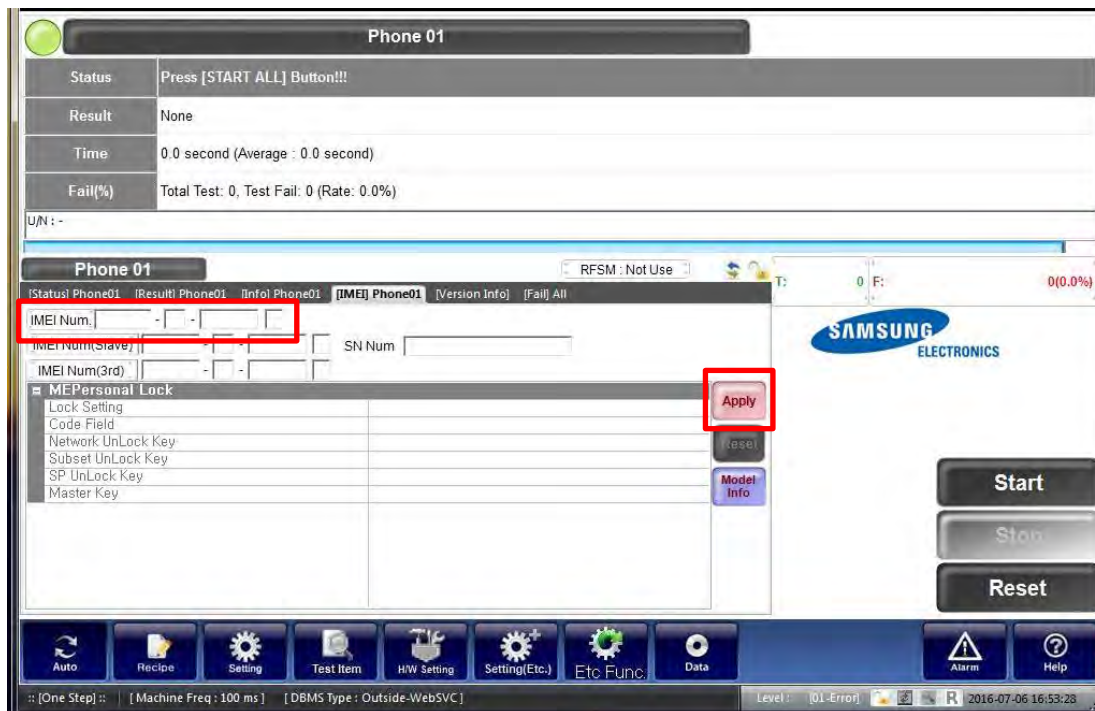 Phone 01
Status Press [START ALL] Button!!!
Result None
Time 0.0 second (Average : 0.0 second)
Fail(%) Total Test: 0, Test Fail: 0 (Rate: 0.0%)
U/N : -
Phone 01 RFSM : Not Use
T: 0 F: 0(0.0%)
[Status] Phone01 [Result] Phone01 [Info] Phone01 [IMEI] Phone01 [Version Info] [Fail] All
IMEI Num. - -
IMEI Num(Slave) - - SN Num
IMEI Num(3rd) - -
SAMSUNG
ELECTRONICS
MEPersonal Lock
Lock Setting
Code Field
Network UnLock Key
Subset UnLock Key
SP UnLock Key
Master Key
Apply
Reset
Model
Info
Start
Stop
Reset
Auto Recipe Setting Test Item H/W Setting Setting(Etc.) Etc Func. Data Alarm Help
:: [One Step] :: [ Machine Freq : 100 ms ] [ DBMS Type : Outside-WebSVC ] Level : [01-Error] R 2016-07-06 16:53:28